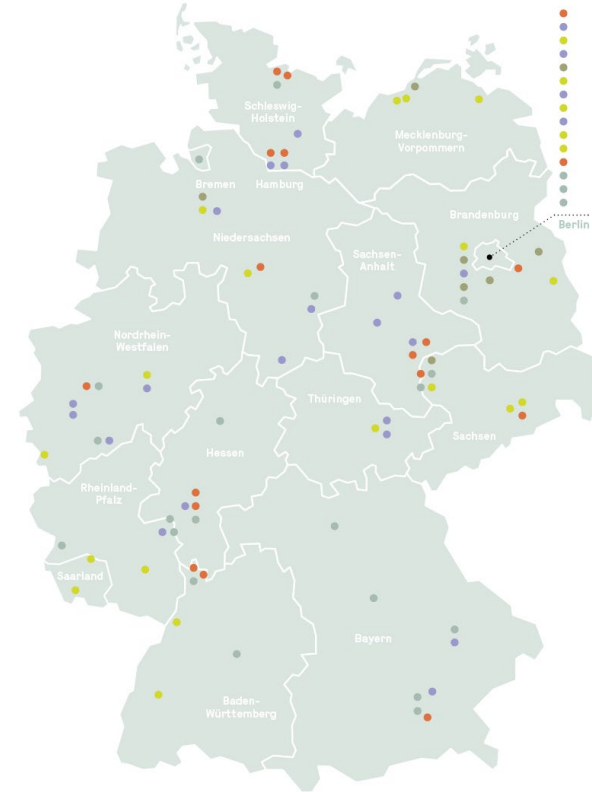 Schleswig-
Holstein
Mecklenburg-
Vorpommern
Bremen
Hamburg
Brandenburg
Berlin
Niedersachsen
Sachsen-
Anhalt
Nordrhein-
Westfalen
Thüringen
Sachsen
Hessen
Rheinland-
Pfalz
Saarland
Bayern
Baden-
Württemberg